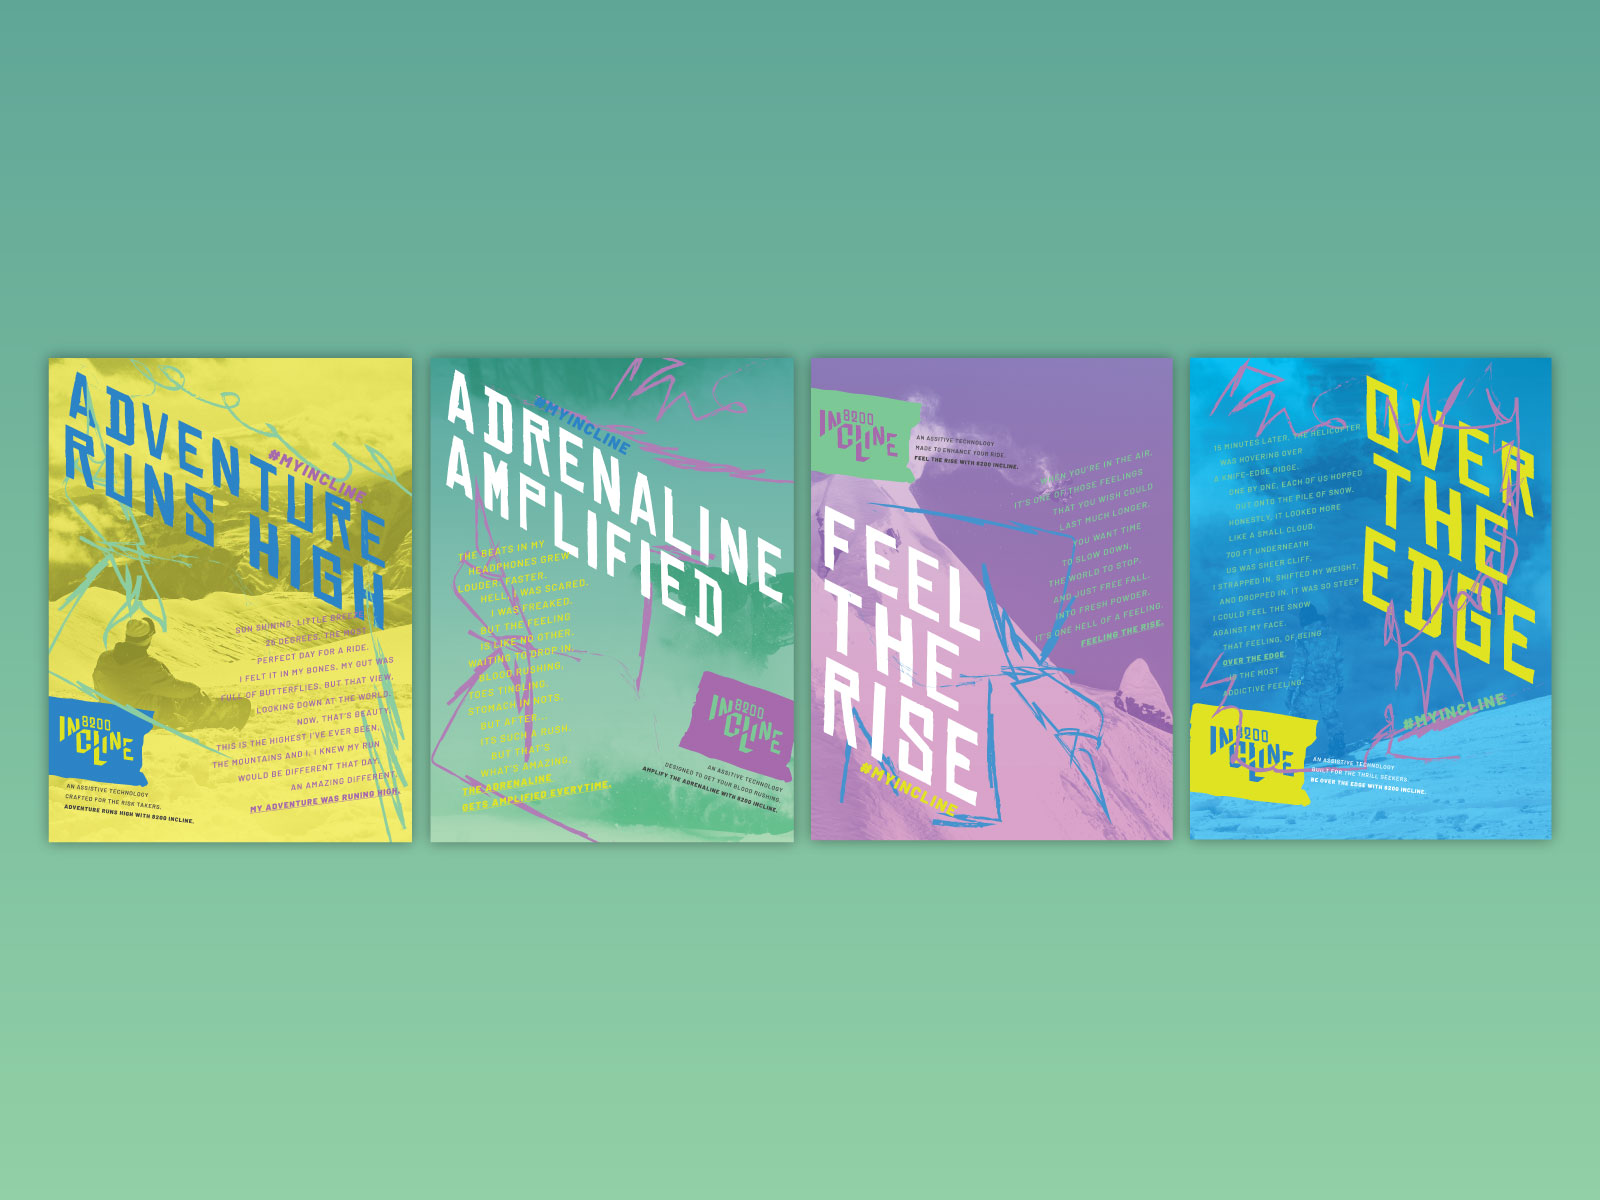 ADVENTURE
RUNS HIGH
#MYINCLINE
SUN SHINING. LITTLE BREEZE.
26 DEGREES. THE MOST
PERFECT DAY FOR A RIDE.
I FELT IT IN MY BONES. MY GUT WAS
FULL OF BUTTERFLIES. BUT THAT VIEW,
LOOKING DOWN AT THE WORLD.
NOW, THAT'S BEAUTY.
THIS IS THE HIGHEST I'VE EVER BEEN.
THE MOUNTAINS AND I. I KNEW MY RUN
WOULD BE DIFFERENT THAT DAY.
AN AMAZING DIFFERENT.
MY ADVENTURE WAS RUNING HIGH.
8200
INCLINE
AN ASSISTIVE TECHNOLOGY
CRAFTED FOR THE RISK TAKERS.
ADVENTURE RUNS HIGH WITH 8200 INCLINE.
ADRENALINE
AMPLIFIED
#MYINCLINE
THE BEATS IN MY
HEADPHONES GREW
LOUDER. FASTER.
HELL, I WAS SCARED.
I WAS FREAKED.
BUT THE FEELING
IS LIKE NO OTHER.
WAITING TO DROP IN.
BLOOD RUSHING,
TOES TINGLING,
STOMACH IN NOTS.
BUT AFTER...
ITS SUCH A RUSH.
BUT THAT'S
WHAT'S AMAZING,
THE ADRENALINE
GETS AMPLIFIED EVERYTIME.
8200
INCLINE
AN ASSITIVE TECHNOLOGY
DESIGNED TO GET YOUR BLOOD RUSHING.
AMPLIFY THE ADRENALINE WITH 8200 INCLINE.
8200
INCLINE
AN ASSITIVE TECHNOLOGY
MADE TO ENHANCE YOUR RISE.
FEEL THE RISE WITH 8200 INCLINE.
WHEN YOU'RE IN THE AIR,
IT'S ONE OF THOSE FEELINGS
THAT YOU WISH COULD
LAST MUCH LONGER.
YOU WANT TIME
TO SLOW DOWN,
THE WORLD TO STOP,
AND JUST FREE FALL
INTO FRESH POWDER.
IT'S ONE HELL OF A FEELING,
FEELING THE RISE.
FEEL
THE
RISE
#MYINCLINE
OVER
THE
EDGE
15 MINUTES LATER, THE HELICOPTER
WAS HOVERING OVER
A KNIFE-EDGE RIDGE.
ONE BY ONE, EACH OF US HOPPED
OUT ONTO THE PILE OF SNOW.
HONESTLY, IT LOOKED MORE
LIKE A SMALL CLOUD.
700 FT UNDERNEATH
US WAS SHEER CLIFF.
I STRAPPED IN, SHIFTED MY WEIGHT,
AND DROPPED IN. IT WAS SO STEEP
I COULD FEEL THE SNOW
AGAINST MY FACE.
THAT FEELING, OF BEING
OVER THE EDGE,
IS THE MOST
ADDICTIVE FEELING"
#MYINCLINE
8200
INCLINE
AN ASSITIVE TECHNOLOGY
BUILT FOR THE THRILL SEEKERS.
BE OVER THE EDGE WITH 8200 INCLINE.